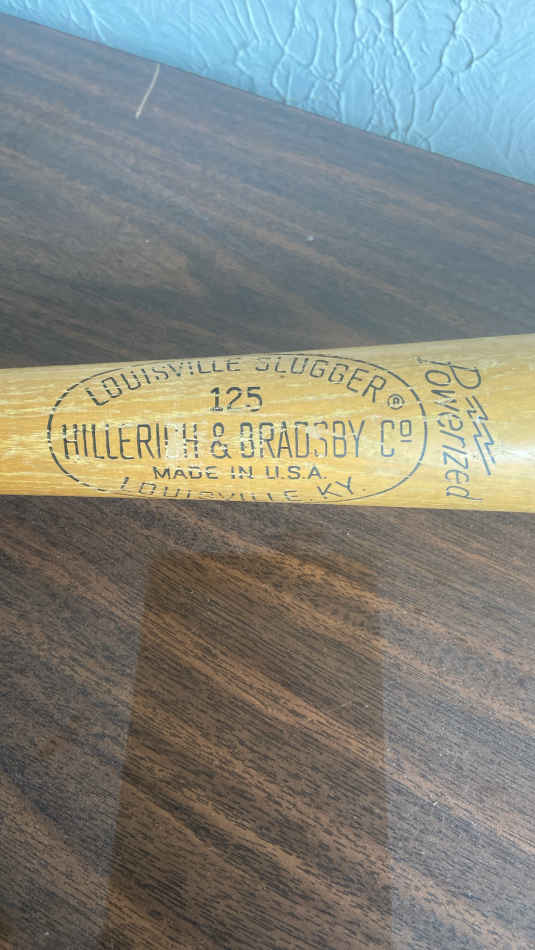 LOUISVILLE SLUGGER®
125
HILLERICH & BRADSBY Cº
MADE IN U.S.A.
LOUISVILLE, KY.
Powerized